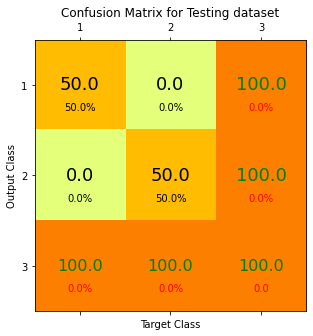 Confusion Matrix for Testing dataset
1 2 3
1 50.0 0.0 100.0
50.0% 0.0% 0.0%
2 0.0 50.0 100.0
0.0% 50.0% 0.0%
3 100.0 100.0 100.0
0.0% 0.0% 0.0
Output Class
Target Class